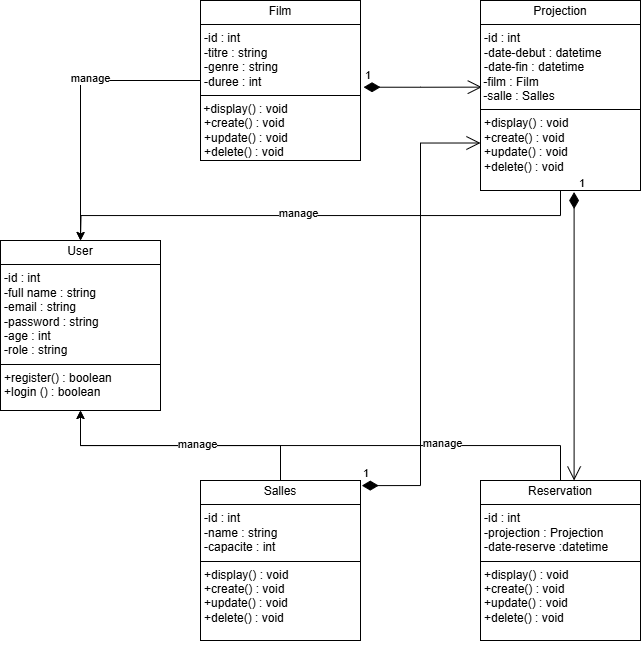 Film
-id : int
-titre : string
-genre : string
-duree : int
+display() : void
+create() : void
+update() : void
+delete() : void
Projection
-id : int
-date-debut : datetime
-date-fin : datetime
-film : Film
-salle : Salles
+display() : void
+create() : void
+update() : void
+delete() : void
manage
1
1
manage
User
-id : int
-full name : string
-email : string
-password : string
-age : int
-role : string
+register() : boolean
+login () : boolean
manage
manage
1
Salles
-id : int
-name : string
-capacite : int
+display() : void
+create() : void
+update() : void
+delete() : void
Reservation
-id : int
-projection : Projection
-date-reserve :datetime
+display() : void
+create() : void
+update() : void
+delete() : void